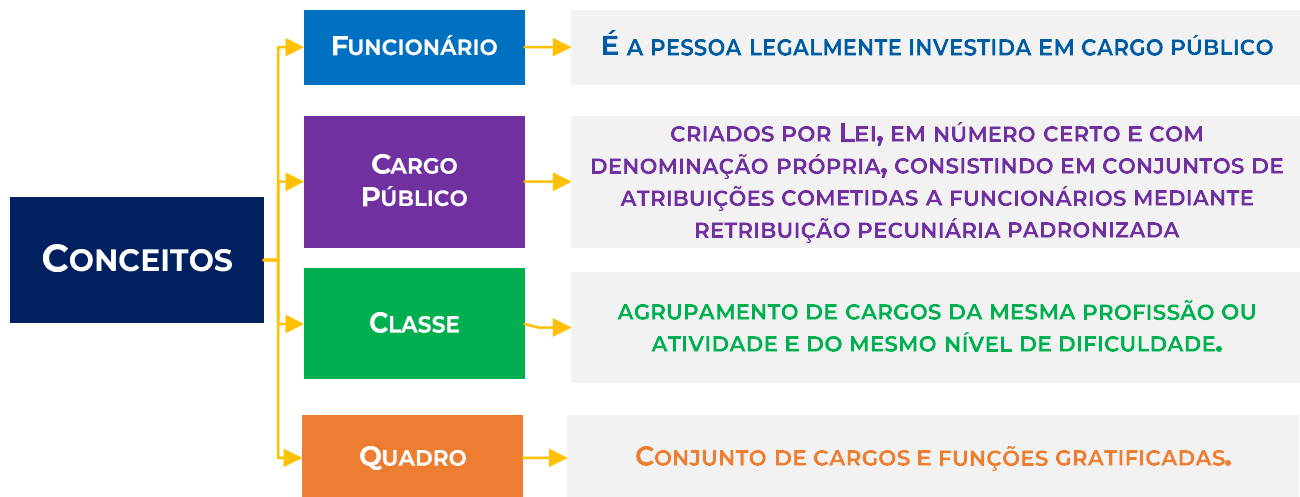 CONCEITOS
FUNCIONÁRIO
É A PESSOA LEGALMENTE INVESTIDA EM CARGO PÚBLICO
CARGO
PÚBLICO
CRIADOS POR LEI, EM NÚMERO CERTO E COM
DENOMINAÇÃO PRÓPRIA, CONSISTINDO EM CONJUNTOS DE
ATRIBUIÇÕES COMETIDAS A FUNCIONÁRIOS MEDIANTE
RETRIBUIÇÃO PECUNIÁRIA PADRONIZADA
CLASSE
AGRUPAMENTO DE CARGOS DA MESMA PROFISSÃO OU
ATIVIDADE E DO MESMO NÍVEL DE DIFICULDADE.
QUADRO
CONJUNTO DE CARGOS E FUNÇÕES GRATIFICADAS.